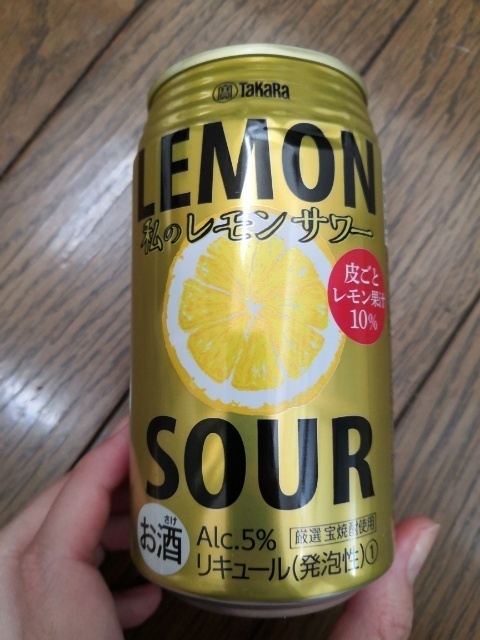 寶 TaKaRa
LEMON
私のレモンサワー
皮ごと
レモン果汁
10%
SOUR
さけ
お酒
Alc.5%
厳選 宝焼酎使用
リキュール(発泡性)①